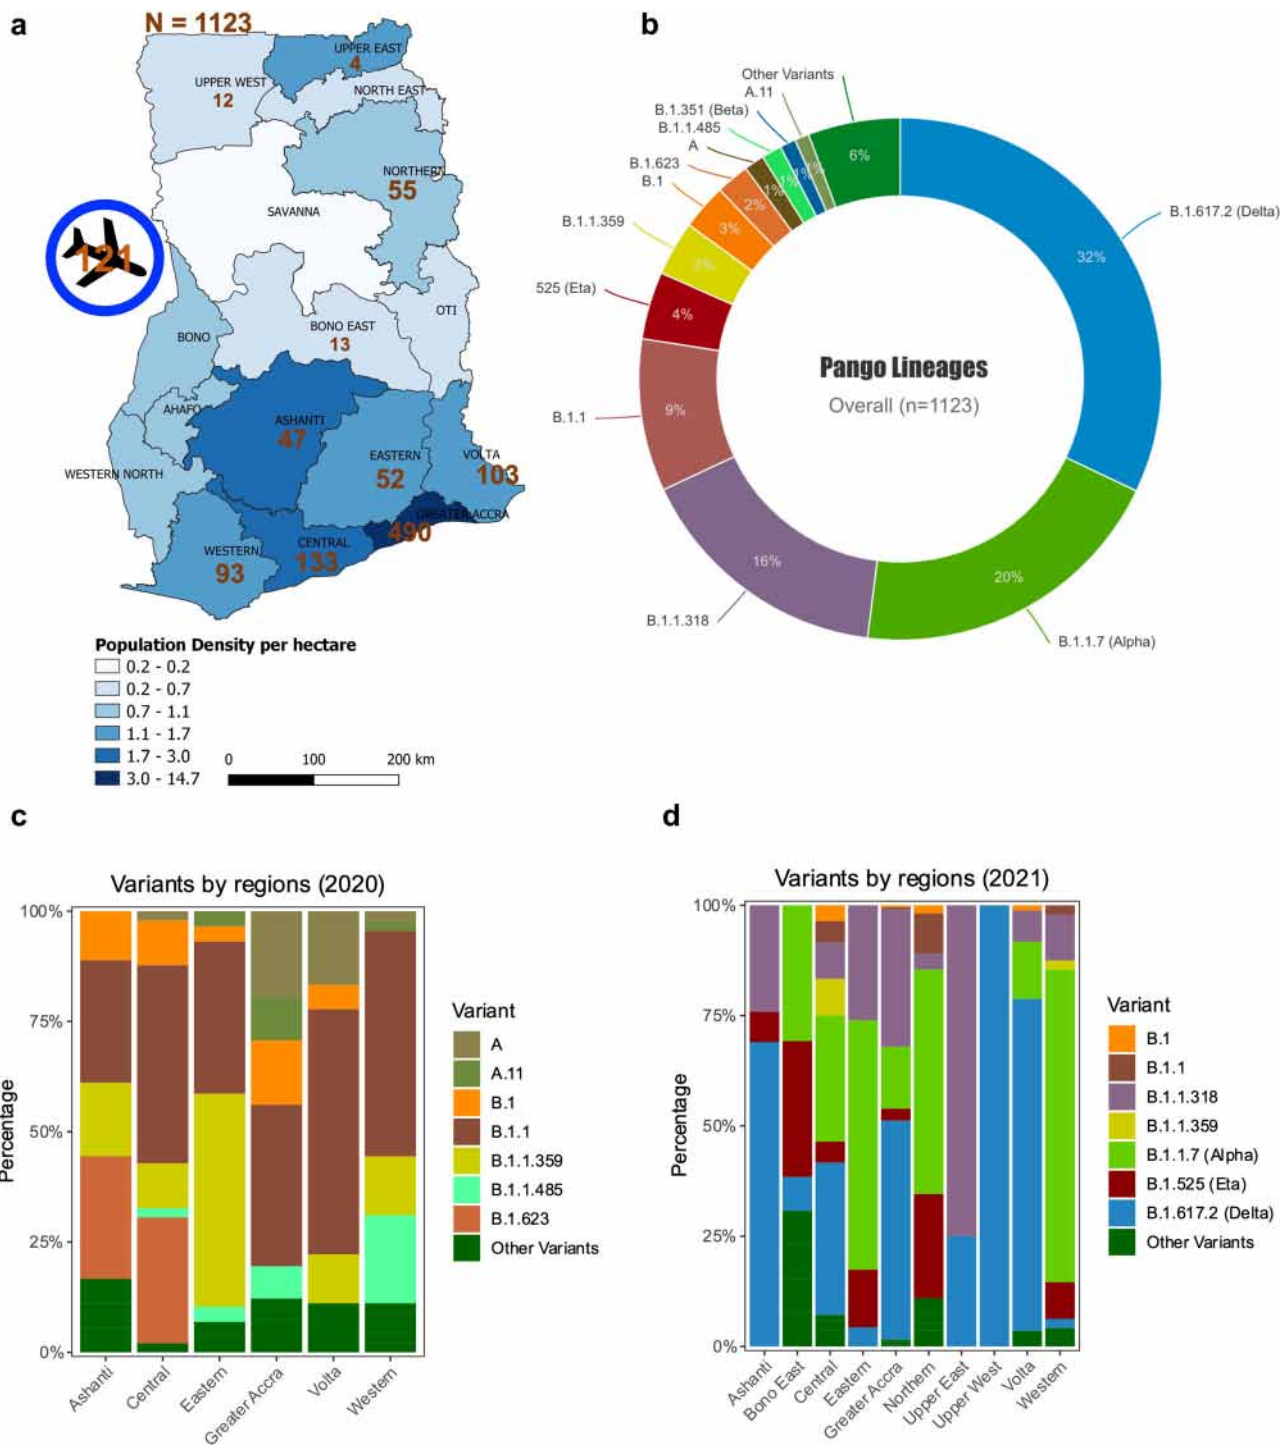 a
N = 1123
UPPER EAST
4
UPPER WEST
12
NORTH EAST
NORTHERN
55
SAVANNA
121
OTI
BONO EAST
13
BONO
AHAFO
ASHANTI
47
EASTERN
52
VOLTA
103
WESTERN NORTH
GREATER ACCRA
490
WESTERN
93
CENTRAL
133
Population Density per hectare
0.2 - 0.2
0.2 - 0.7
0.7 - 1.1
1.1 - 1.7
1.7 - 3.0
3.0 - 14.7
0 100 200 km
b
Other Variants
A.11
B.1.351 (Beta)
B.1.1.485
A
B.1.623
B.1
B.1.1.359
525 (Eta)
B.1.1
B.1.1.318
B.1.1.7 (Alpha)
B.1.617.2 (Delta)
6%
1%
1%
1%
1%
2%
3%
3%
4%
9%
16%
20%
32%
Pango Lineages
Overall (n=1123)
c
Variants by regions (2020)
Percentage
100%
75%
50%
25%
0%
Ashanti
Central
Eastern
Greater Accra
Volta
Western
Variant
A
A.11
B.1
B.1.1
B.1.1.359
B.1.1.485
B.1.623
Other Variants
d
Variants by regions (2021)
Percentage
100%
75%
50%
25%
0%
Ashanti
Bono East
Central
Eastern
Greater Accra
Northern
Upper East
Upper West
Volta
Western
Variant
B.1
B.1.1
B.1.1.318
B.1.1.359
B.1.1.7 (Alpha)
B.1.525 (Eta)
B.1.617.2 (Delta)
Other Variants